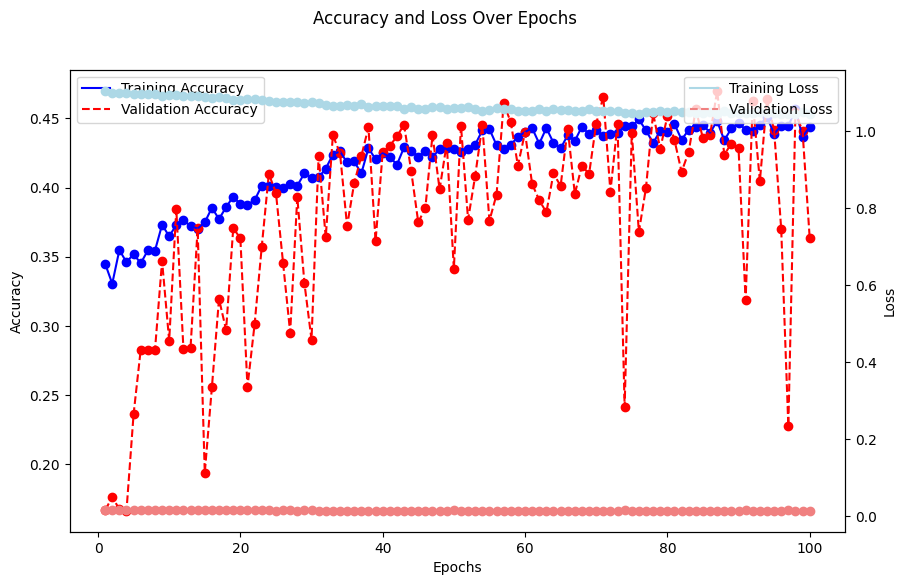 Accuracy and Loss Over Epochs
Training Accuracy
Validation Accuracy
Training Loss
Validation Loss
0.45
0.40
0.35
0.30
0.25
0.20
Accuracy
1.0
0.8
0.6
0.4
0.2
0.0
Loss
0
20
40
60
80
100
Epochs